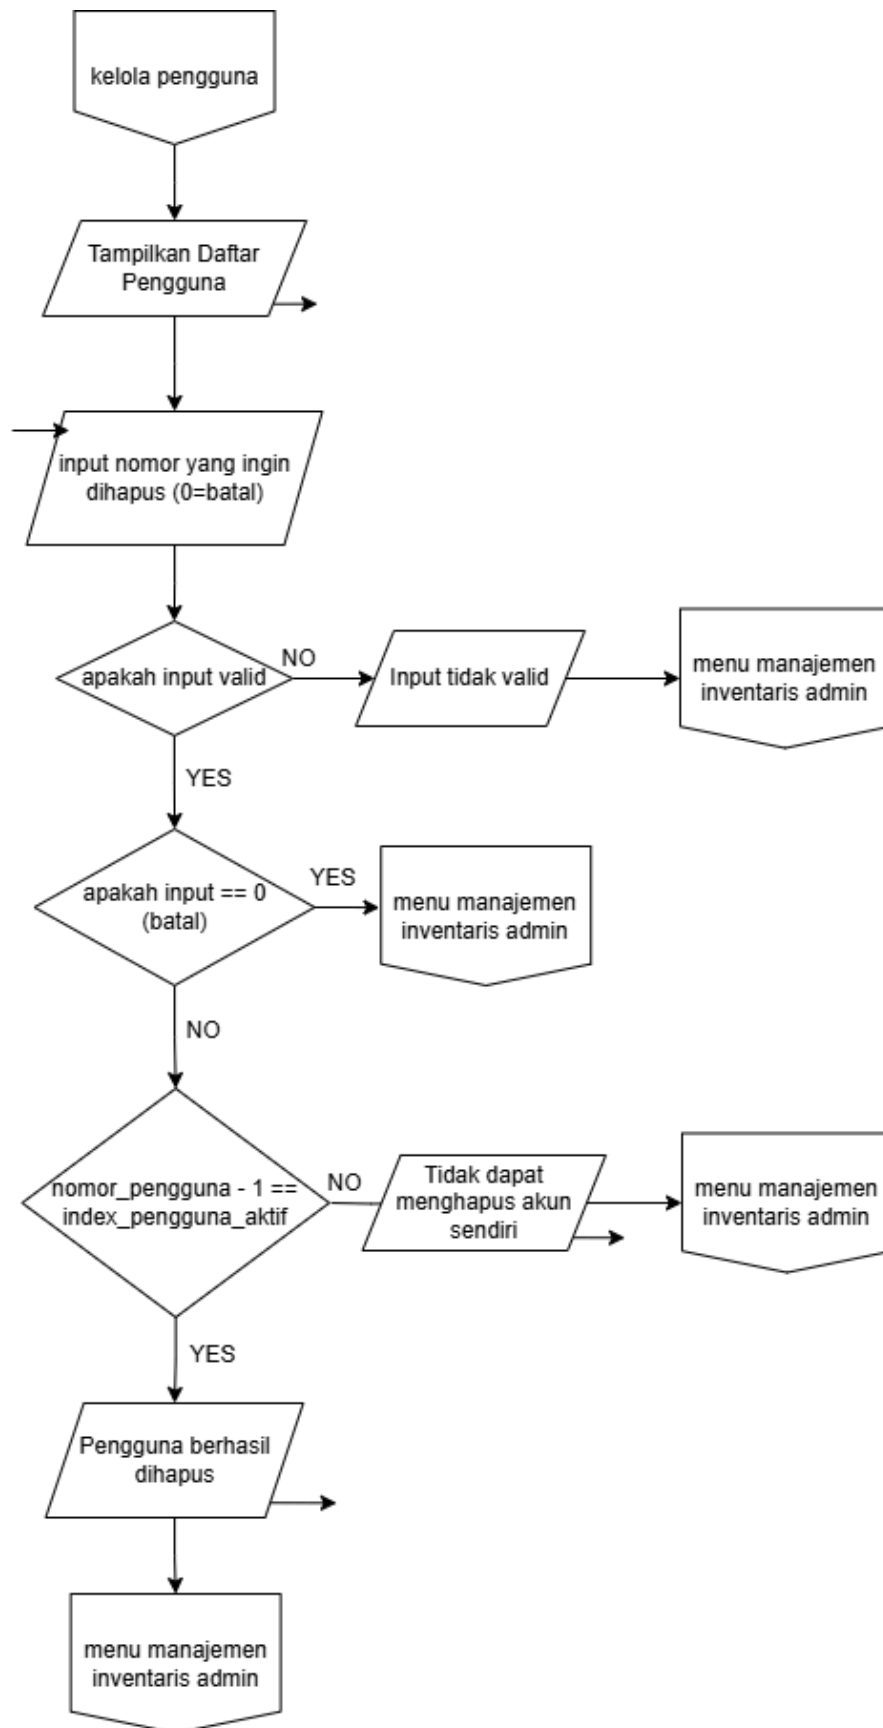 kelola pengguna
Tampilkan Daftar
Pengguna
input nomor yang ingin
dihapus (0=batal)
apakah input valid
NO
Input tidak valid
menu manajemen
inventaris admin
YES
apakah input == 0
(batal)
YES
menu manajemen
inventaris admin
NO
nomor_pengguna - 1 ==
index_pengguna_aktif
NO
Tidak dapat
menghapus akun
sendiri
menu manajemen
inventaris admin
YES
Pengguna berhasil
dihapus
menu manajemen
inventaris admin